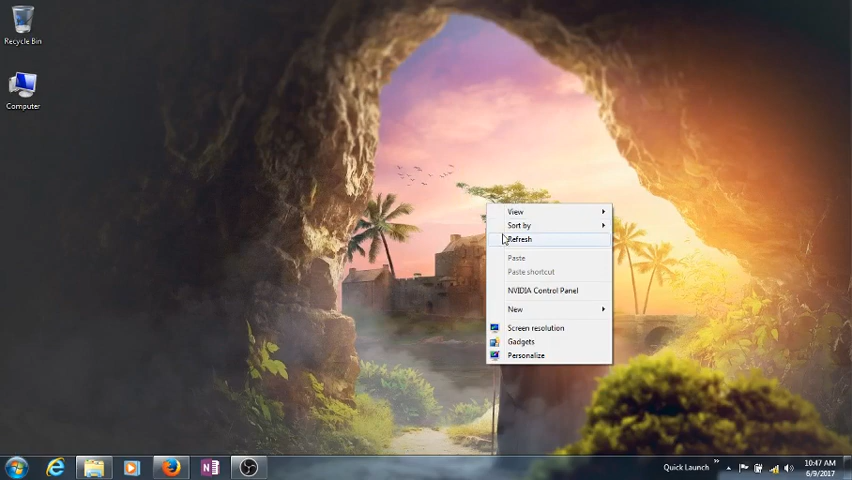 Recycle Bin
Computer
View
Sort by
Refresh
Paste
Paste shortcut
NVIDIA Control Panel
New
Screen resolution
Gadgets
Personalize
Quick Launch
10:47 AM
6/9/2017